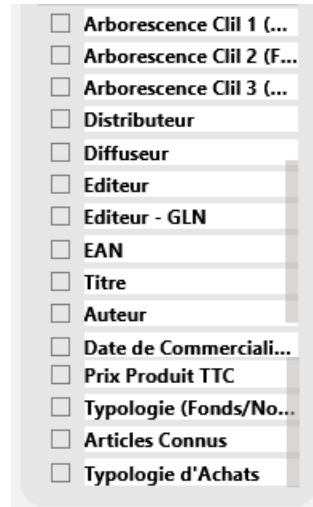 Arborescence Clil 1 (...
Arborescence Clil 2 (F...
Arborescence Clil 3 (...
Distributeur
Diffuseur
Editeur
Editeur - GLN
EAN
Titre
Auteur
Date de Commerciali...
Prix Produit TTC
Typologie (Fonds/No...
Articles Connus
Typologie d'Achats